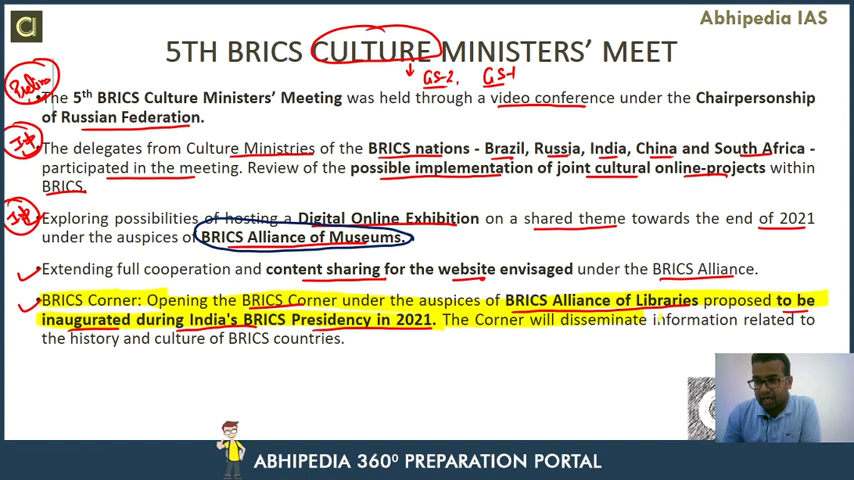 Abhipedia IAS
5TH BRICS CULTURE MINISTERS’ MEET
GS-2, GS-1
Prelims
The 5th BRICS Culture Ministers’ Meeting was held through a video conference under the Chairpersonship
of Russian Federation.
Imp
The delegates from Culture Ministries of the BRICS nations - Brazil, Russia, India, China and South Africa -
participated in the meeting. Review of the possible implementation of joint cultural online-projects within
BRICS.
Imp
Exploring possibilities of hosting a Digital Online Exhibition on a shared theme towards the end of 2021
under the auspices of BRICS Alliance of Museums.
Extending full cooperation and content sharing for the website envisaged under the BRICS Alliance.
BRICS Corner: Opening the BRICS Corner under the auspices of BRICS Alliance of Libraries proposed to be
inaugurated during India's BRICS Presidency in 2021. The Corner will disseminate information related to
the history and culture of BRICS countries.
ABHIPEDIA 360⁰ PREPARATION PORTAL